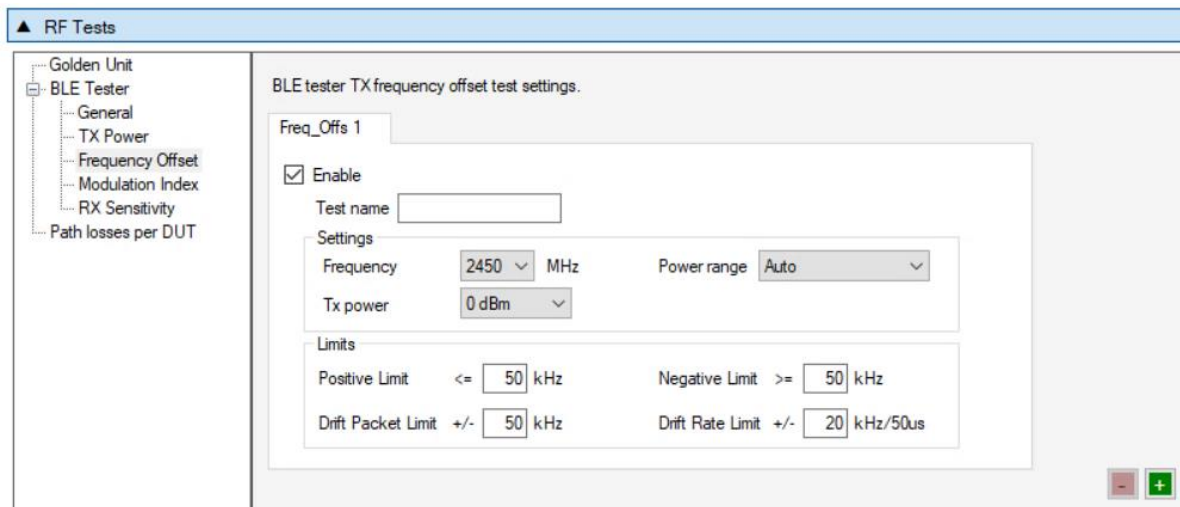 ▲ RF Tests
Golden Unit
BLE Tester
General
TX Power
Frequency Offset
Modulation Index
RX Sensitivity
Path losses per DUT
BLE tester TX frequency offset test settings.
Freq_Offs 1
Enable
Test name
Settings
Frequency 2450 MHz Power range Auto
Tx power 0 dBm
Limits
Positive Limit <= 50 kHz Negative Limit >= 50 kHz
Drift Packet Limit +/- 50 kHz Drift Rate Limit +/- 20 kHz/50us
- +